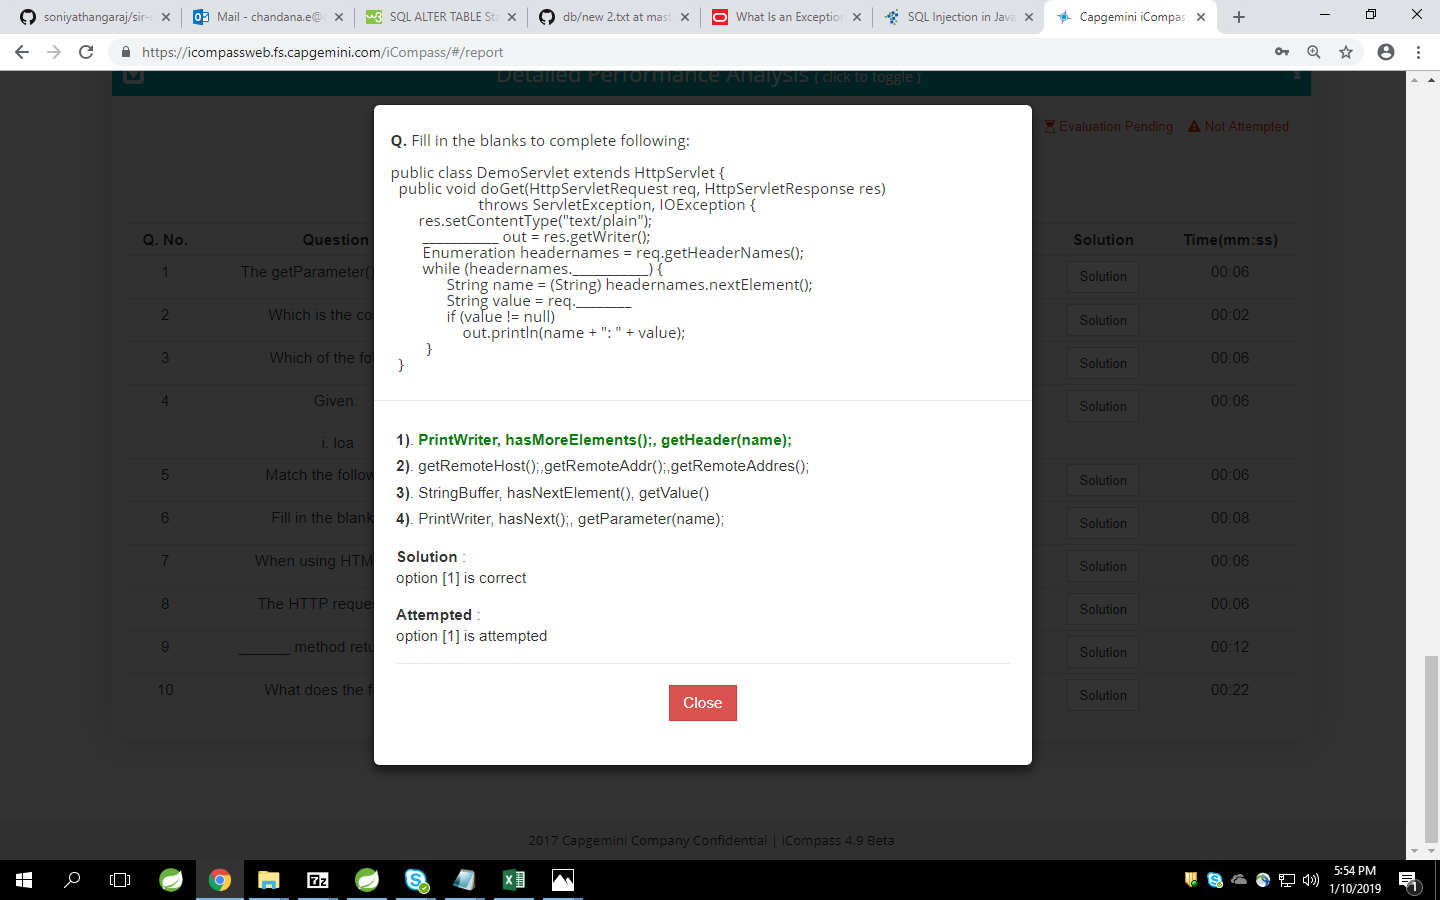 soniyathangaraj/sir-
Mail - chandana.e@
SQL ALTER TABLE Sta
db/new 2.txt at mast
What Is an Exception
SQL Injection in Java
Capgemini iCompas
https://icompassweb.fs.capgemini.com/iCompass/#/report
Detailed Performance Analysis ( click to toggle )
Evaluation Pending Not Attempted
Q. Fill in the blanks to complete following:
public class DemoServlet extends HttpServlet {
public void doGet(HttpServletRequest req, HttpServletResponse res)
throws ServletException, IOException {
res.setContentType("text/plain");
___________ out = res.getWriter();
Enumeration headernames = req.getHeaderNames();
while (headernames.___________) {
String name = (String) headernames.nextElement();
String value = req.________
if (value != null)
out.println(name + ": " + value);
}
}
1). PrintWriter, hasMoreElements();, getHeader(name);
2). getRemoteHost();,getRemoteAddr();,getRemoteAddres();
3). StringBuffer, hasNextElement(), getValue()
4). PrintWriter, hasNext();, getParameter(name);
Solution :
option [1] is correct
Attempted :
option [1] is attempted
Close
Q. No. Question Solution Time(mm:ss)
1 The getParameter( Solution 00:06
2 Which is the co Solution 00:02
3 Which of the fo Solution 00:06
4 Given: Solution 00:06
i. loa
5 Match the follow Solution 00:06
6 Fill in the blank Solution 00:08
7 When using HTM Solution 00:06
8 The HTTP reque Solution 00:06
9 ______ method retu Solution 00:12
10 What does the f Solution 00:22
2017 Capgemini Company Confidential | iCompass 4.9 Beta
5:54 PM
1/10/2019
1